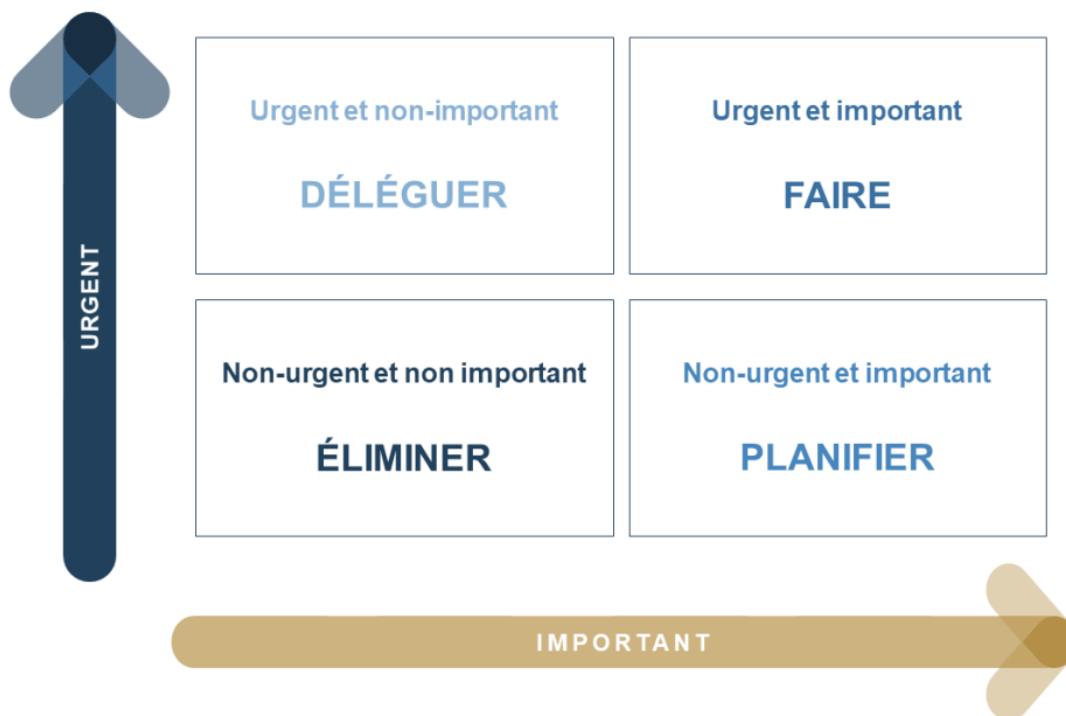 URGENT
Urgent et non-important
DÉLÉGUER
Urgent et important
FAIRE
Non-urgent et non important
ÉLIMINER
Non-urgent et important
PLANIFIER
IMPORTANT